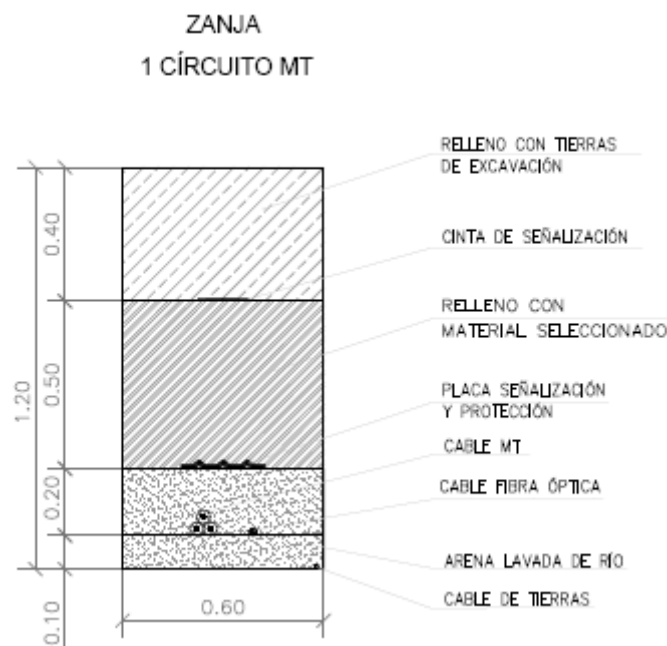 ZANJA
1 CÍRCUITO MT
RELLENO CON TIERRAS
DE EXCAVACIÓN
CINTA DE SEÑALIZACIÓN
RELLENO CON
MATERIAL SELECCIONADO
PLACA SEÑALIZACIÓN
Y PROTECCIÓN
CABLE MT
CABLE FIBRA ÓPTICA
ARENA LAVADA DE RÍO
CABLE DE TIERRAS
1.20
0.40
0.50
0.20
0.10
0.60